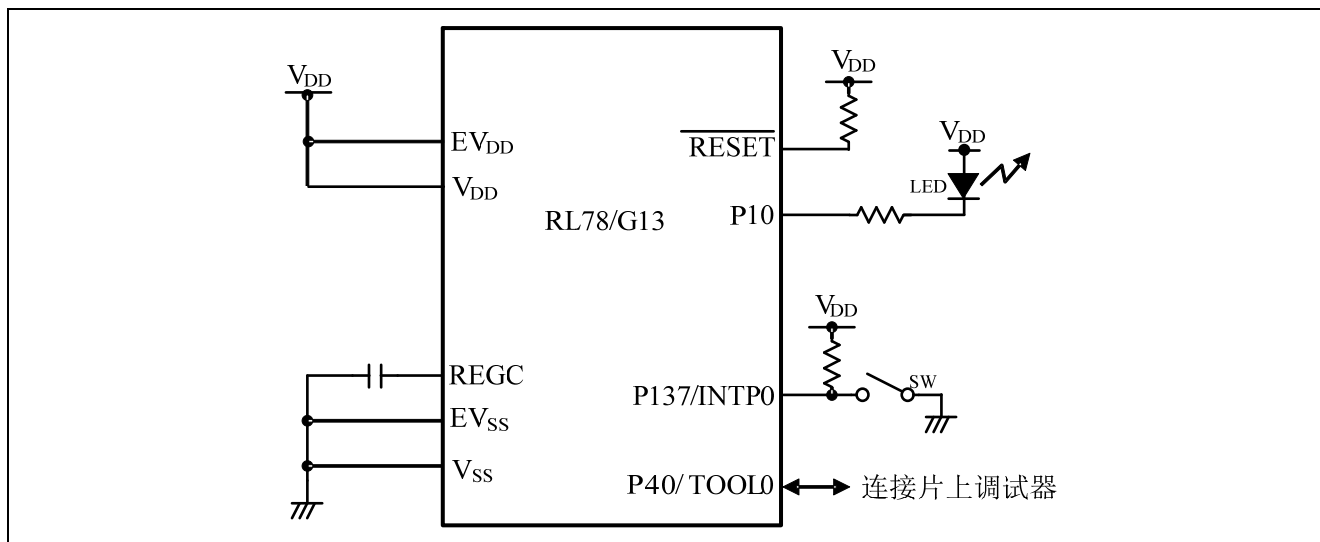 VDD
EVDD
VDD
RL78/G13
REGC
EVSS
VSS
RESET
VDD
P10
VDD
LED
VDD
P137/INTP0
SW
P40/ TOOL0
连接片上调试器